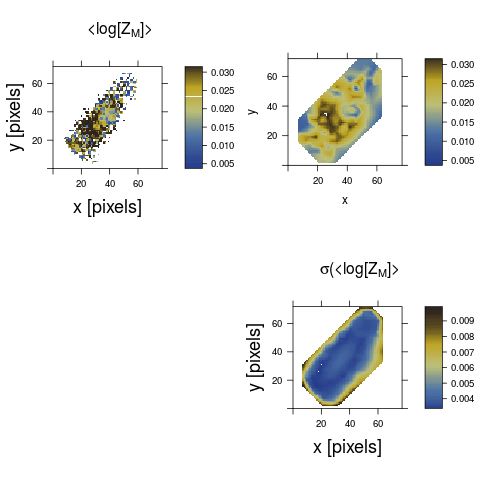 <log[Z_M]>
60
40
20
20 40 60
x [pixels]
y [pixels]
0.030
0.025
0.020
0.015
0.010
0.005
60
40
20
20 40 60
x
y
0.030
0.025
0.020
0.015
0.010
0.005
σ(<log[Z_M]>
60
40
20
20 40 60
x [pixels]
y [pixels]
0.009
0.008
0.007
0.006
0.005
0.004